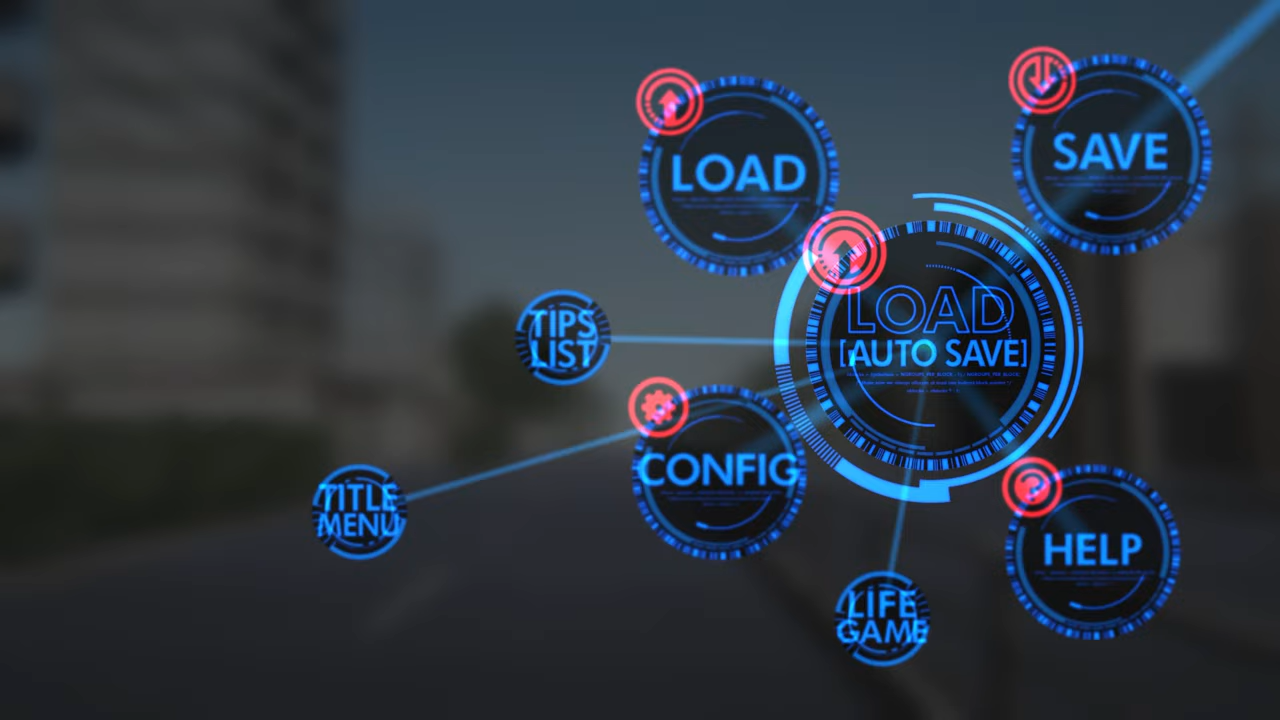 LOAD
SAVE
LOAD
[AUTO SAVE]
TIPS
LIST
CONFIG
TITLE
MENU
HELP
LIFE
GAME